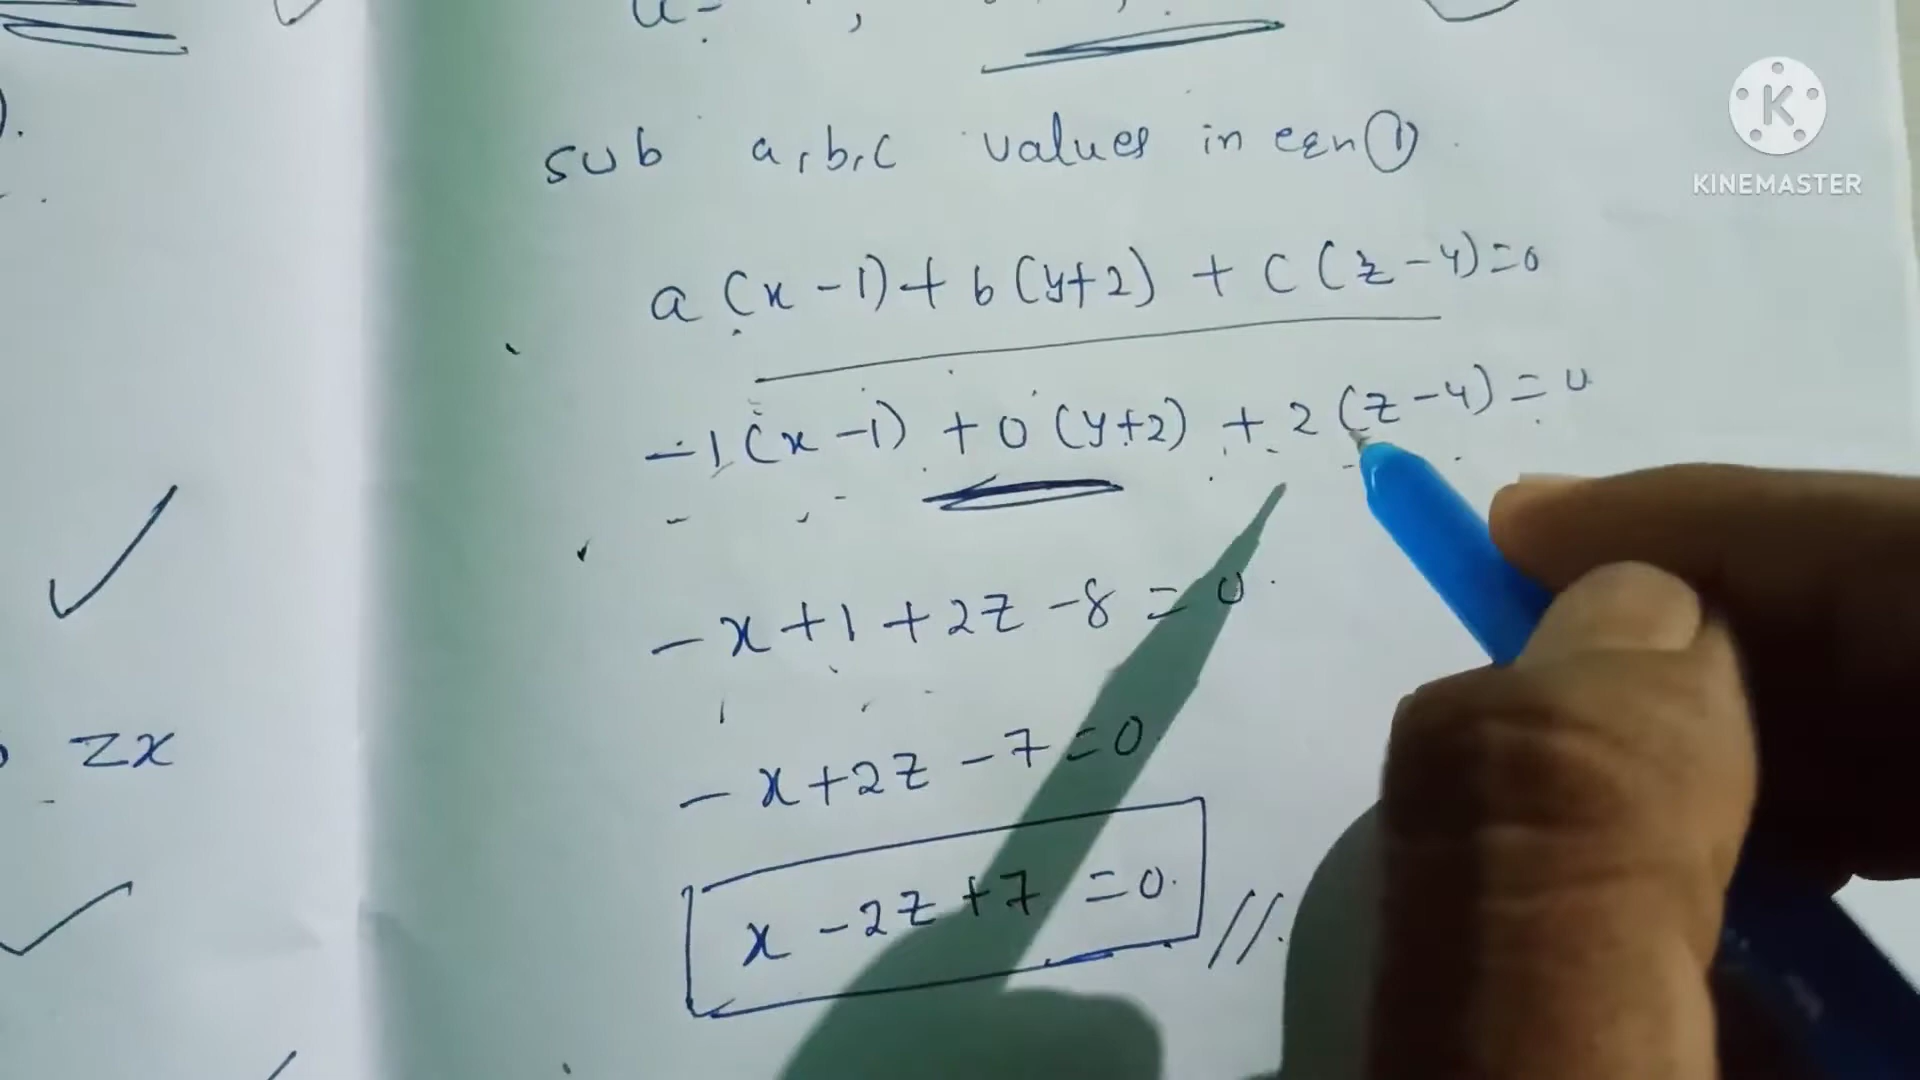 sub a,b,c values in eqn ①.
KINEMASTER
a (x - 1) + b (y+2) + c (z - 4) = 0
-1 (x - 1) + 0 (y+2) + 2 (z - 4) = 0
-x + 1 + 2z - 8 = 0
zx
-x + 2z - 7 = 0
x - 2z + 7 = 0